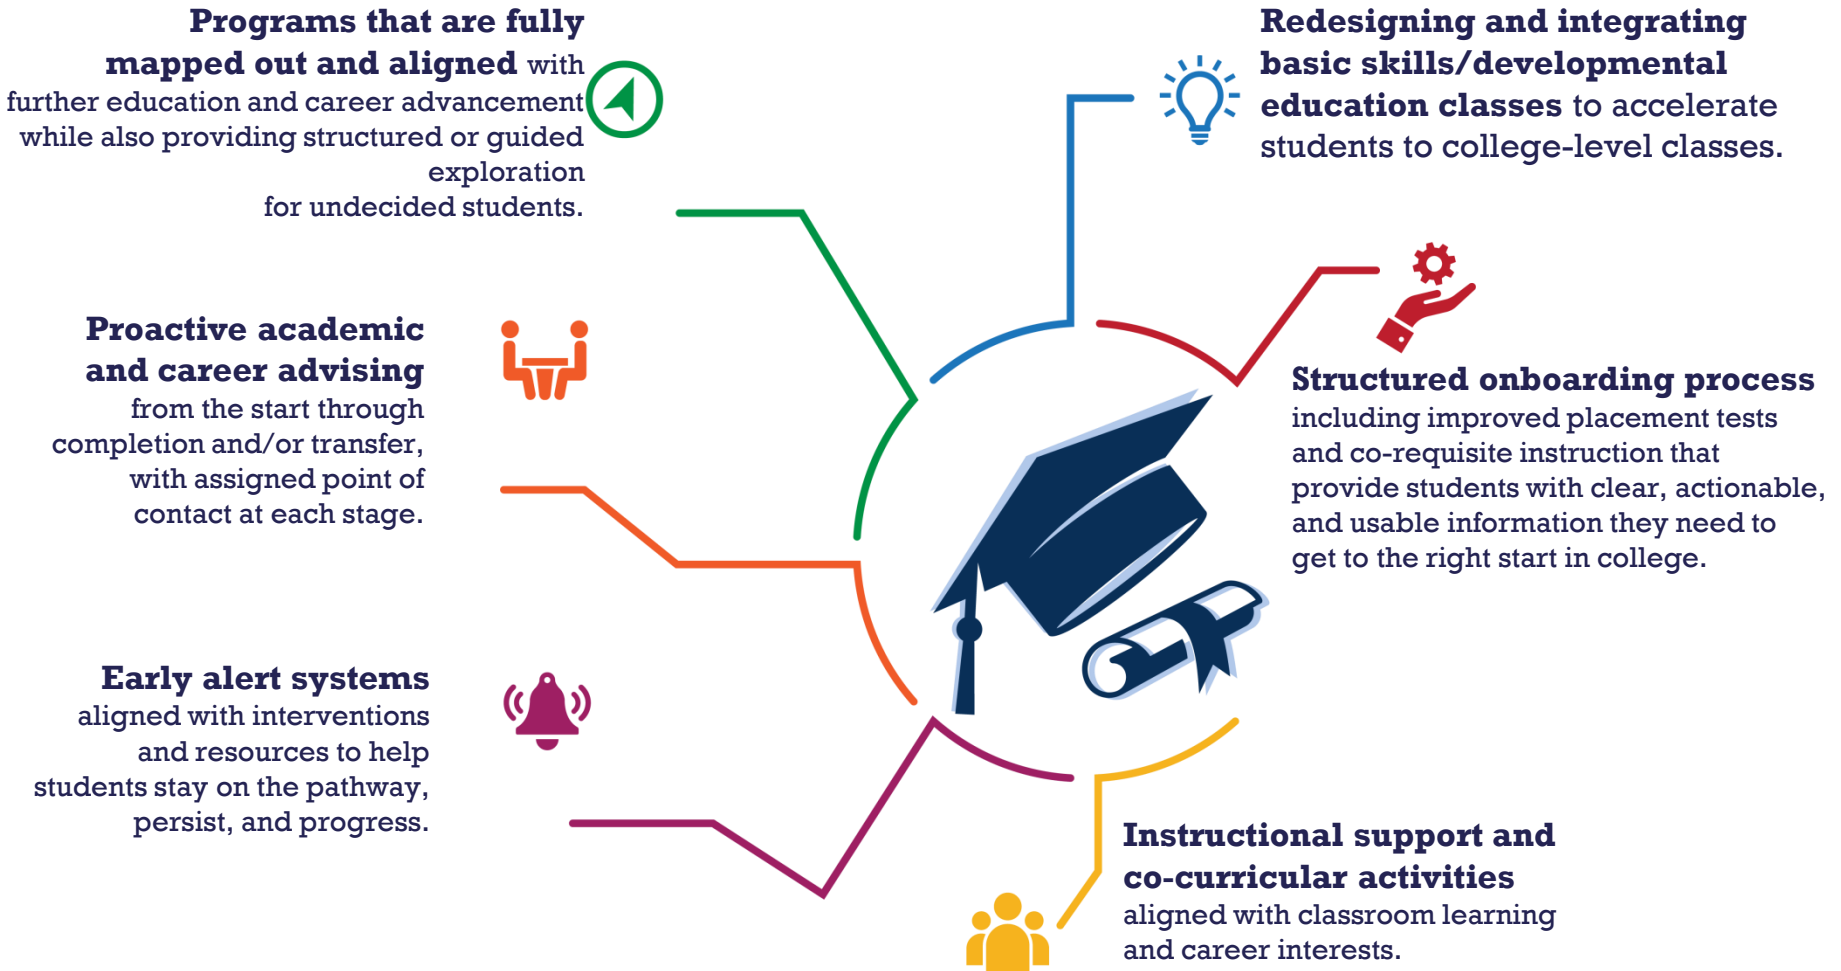 Programs that are fully
mapped out and aligned with
further education and career advancement
while also providing structured or guided
exploration
for undecided students.
Redesigning and integrating
basic skills/developmental
education classes to accelerate
students to college-level classes.
Proactive academic
and career advising
from the start through
completion and/or transfer,
with assigned point of
contact at each stage.
Structured onboarding process
including improved placement tests
and co-requisite instruction that
provide students with clear, actionable,
and usable information they need to
get to the right start in college.
Early alert systems
aligned with interventions
and resources to help
students stay on the pathway,
persist, and progress.
Instructional support and
co-curricular activities
aligned with classroom learning
and career interests.